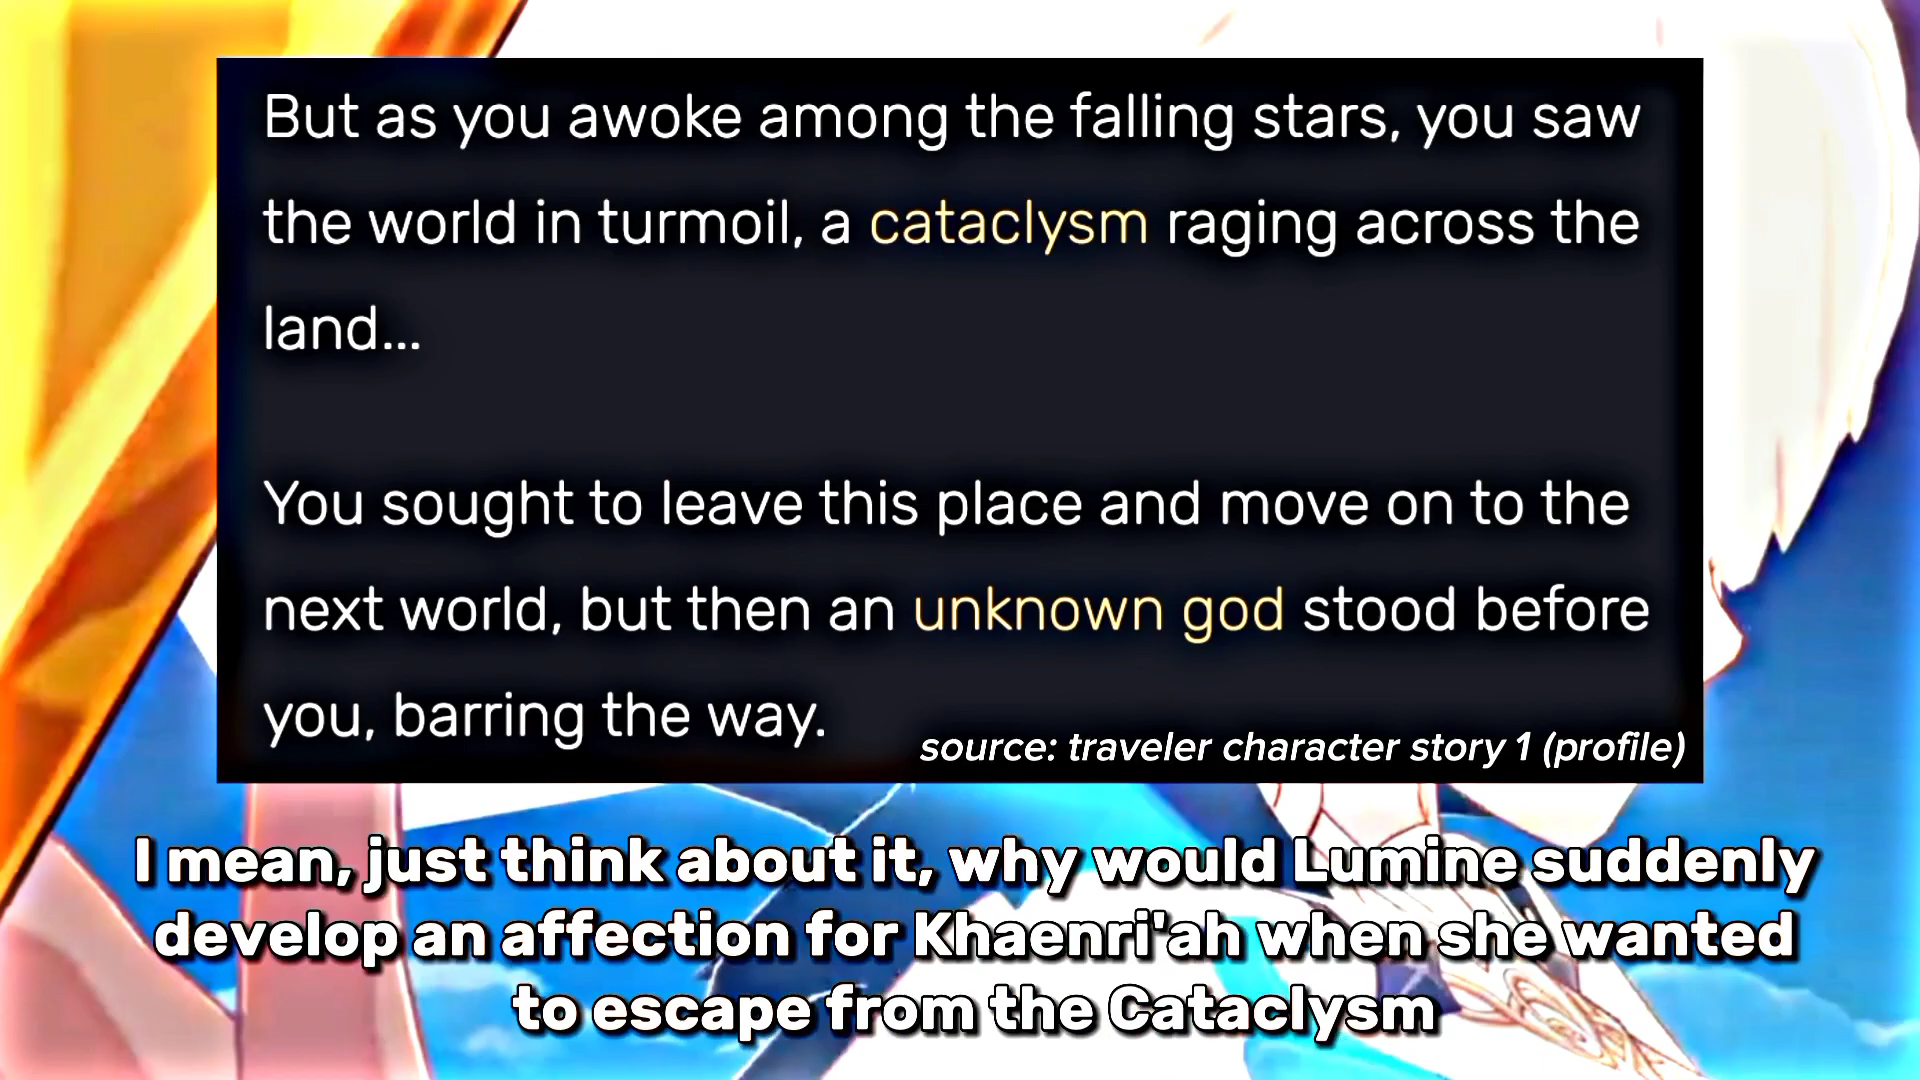 But as you awoke among the falling stars, you saw
the world in turmoil, a cataclysm raging across the
land...
You sought to leave this place and move on to the
next world, but then an unknown god stood before
you, barring the way.
source: traveler character story 1 (profile)
I mean, just think about it, why would Lumine suddenly
develop an affection for Khaenri'ah when she wanted
to escape from the Cataclysm